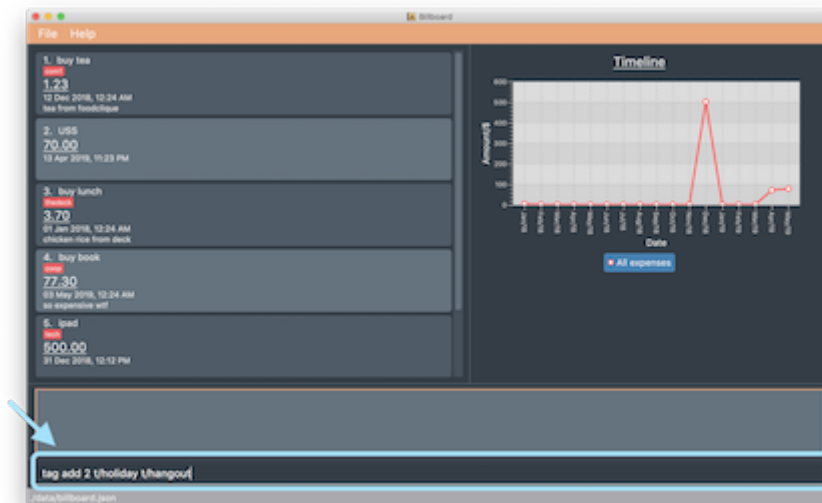 Billboard
File Help
1. buy tea
1.23
12 Dec 2018, 12:24 AM
tea from foodclique
2. USS
70.00
13 Apr 2019, 11:23 PM
3. buy lunch
thedeck
3.70
01 Jan 2018, 12:24 AM
chicken rice from deck
4. buy book
coop
77.30
03 May 2019, 12:24 AM
so expensive wtf
5. ipad
tech
500.00
31 Dec 2018, 12:12 PM
Timeline
Amount/$
600
500
400
300
200
100
0
Date
All expenses
tag add 2 t/holiday t/hangout
./data/billboard.json